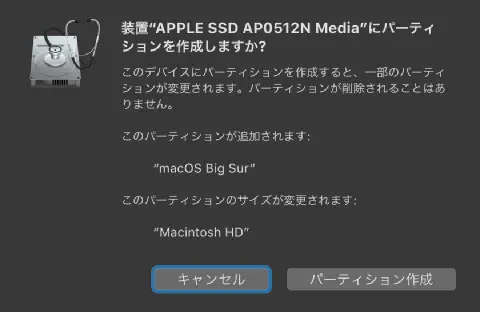 装置“APPLE SSD AP0512N Media”にパーティ
ションを作成しますか?
このデバイスにパーティションを作成すると、一部のパーティ
ションが変更されます。パーティションが削除されることはあ
りません。
このパーティションが追加されます:
“macOS Big Sur”
このパーティションのサイズが変更されます:
“Macintosh HD”
キャンセル
パーティション作成